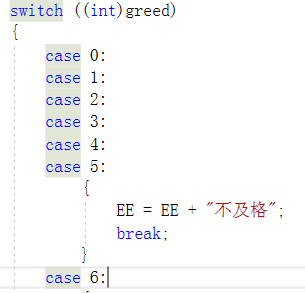 switch ((int)greed)
{
case 0:
case 1:
case 2:
case 3:
case 4:
case 5:
{
EE = EE + "不及格";
break;
}
case 6: